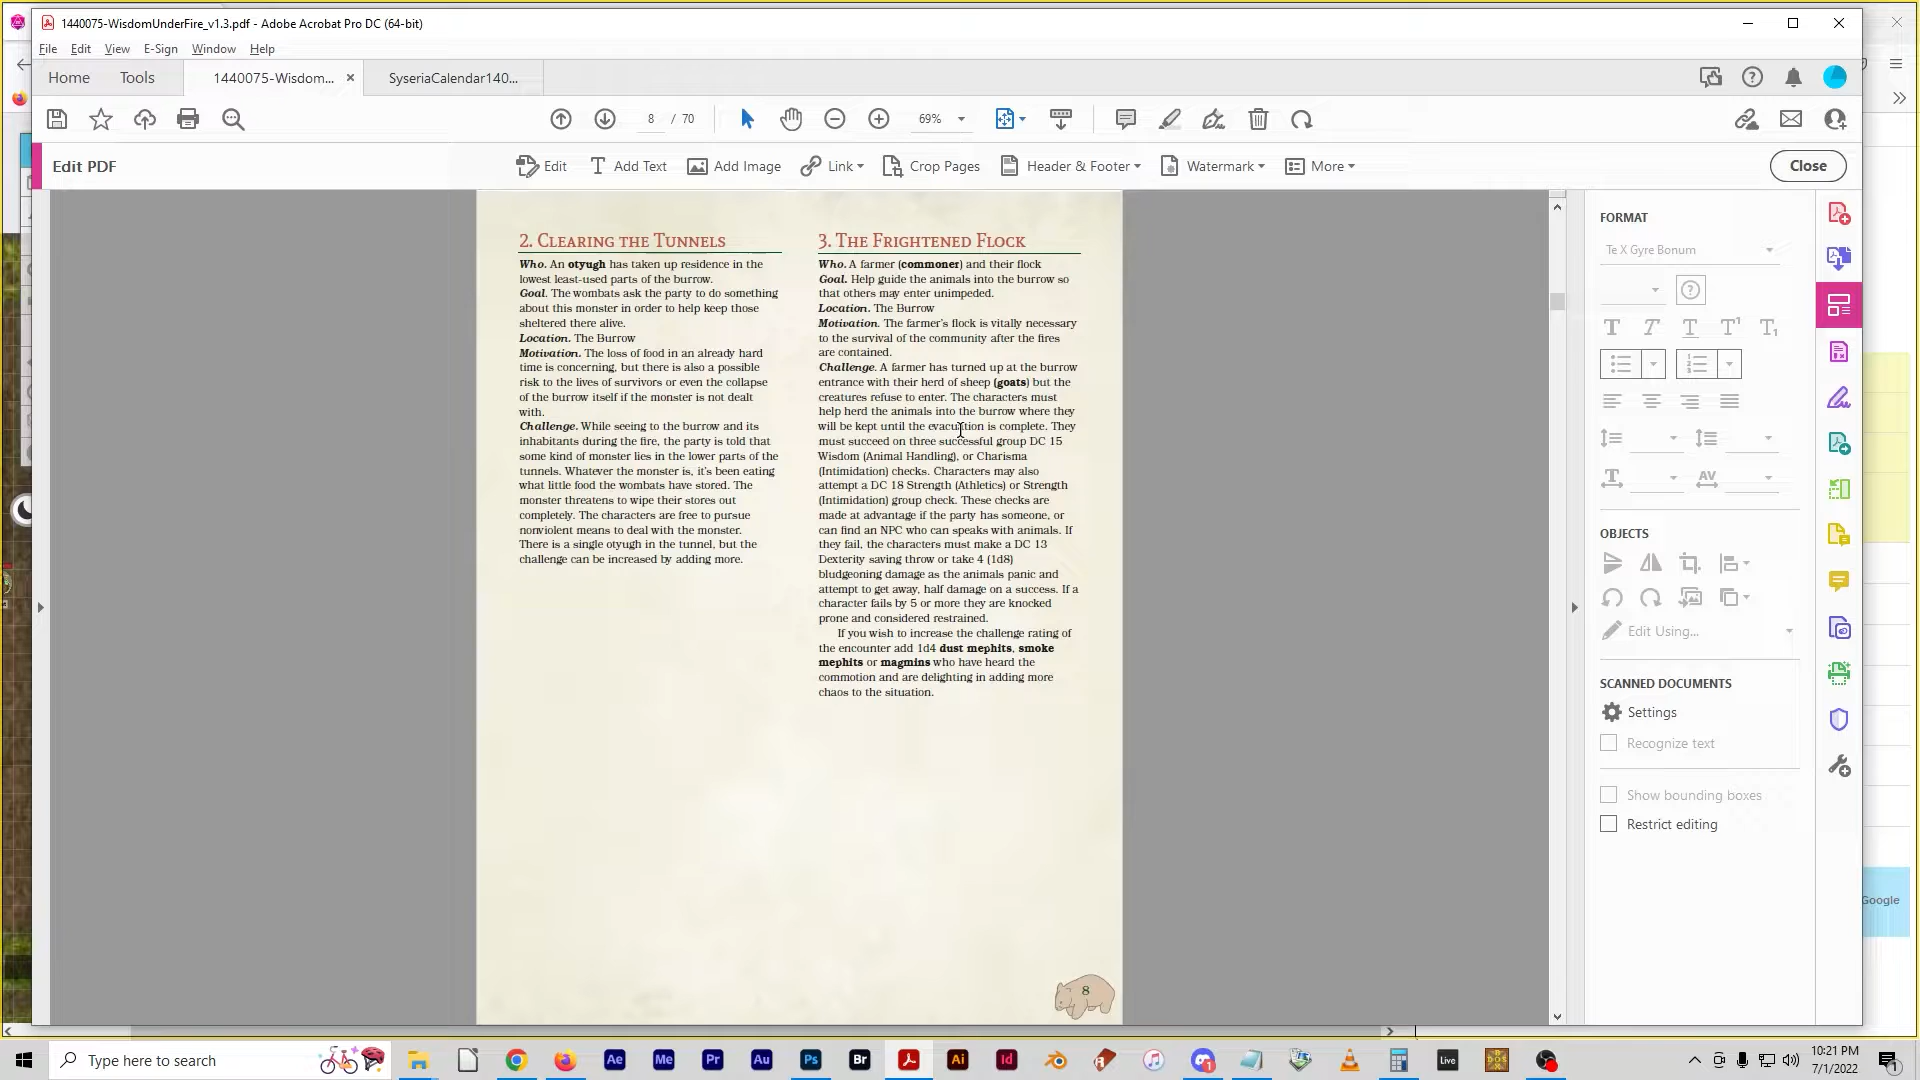 1440075-WisdomUnderFire_v1.3.pdf - Adobe Acrobat Pro DC (64-bit)
File Edit View E-Sign Window Help
Home Tools 1440075-Wisdom... SyseriaCalendar140...
8 / 70 69%
Edit PDF Edit Add Text Add Image Link Crop Pages Header & Footer Watermark More Close
2. Clearing the Tunnels
Who. An otyugh has taken up residence in the
lowest least-used parts of the burrow.
Goal. The wombats ask the party to do something
about this monster in order to help keep those
sheltered there alive.
Location. The Burrow
Motivation. The loss of food in an already hard
time is concerning, but there is also a possible
risk to the lives of survivors or even the collapse
of the burrow itself if the monster is not dealt
with.
Challenge. While seeing to the burrow and its
inhabitants during the fire, the party is told that
some kind of monster lies in the lower parts of the
tunnels. Whatever the monster is, it's been eating
what little food the wombats have stored. The
monster threatens to wipe their stores out
completely. The characters are free to pursue
nonviolent means to deal with the monster.
There is a single otyugh in the tunnel, but the
challenge can be increased by adding more.
3. The Frightened Flock
Who. A farmer (commoner) and their flock
Goal. Help guide the animals into the burrow so
that others may enter unimpeded.
Location. The Burrow
Motivation. The farmer's flock is vitally necessary
to the survival of the community after the fires
are contained.
Challenge. A farmer has turned up at the burrow
entrance with their herd of sheep (goats) but the
creatures refuse to enter. The characters must
help herd the animals into the burrow where they
will be kept until the evacuation is complete. They
must succeed on three successful group DC 15
Wisdom (Animal Handling), or Charisma
(Intimidation) checks. Characters may also
attempt a DC 18 Strength (Athletics) or Strength
(Intimidation) group check. These checks are
made at advantage if the party has someone, or
can find an NPC who can speaks with animals. If
they fail, the characters must make a DC 13
Dexterity saving throw or take 4 (1d8)
bludgeoning damage as the animals panic and
attempt to get away, half damage on a success. If a
character fails by 5 or more they are knocked
prone and considered restrained.
If you wish to increase the challenge rating of
the encounter add 1d4 dust mephits, smoke
mephits or magmins who have heard the
commotion and are delighting in adding more
chaos to the situation.
8
FORMAT
Te X Gyre Bonum
OBJECTS
Edit Using...
SCANNED DOCUMENTS
Settings
Recognize text
Show bounding boxes
Restrict editing
Google
Type here to search
Ae Me Pr Au Ps Br Ai Id Live DOS
10:21 PM
7/1/2022